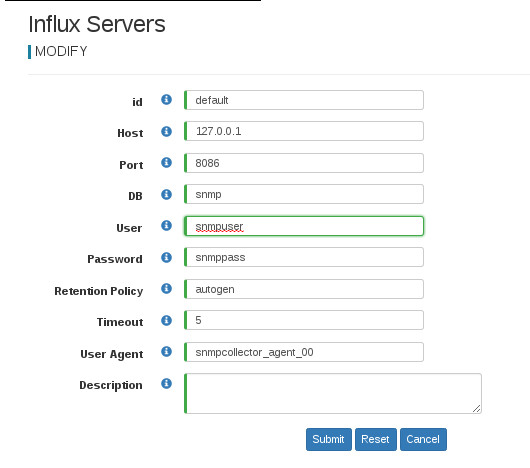 Influx Servers
MODIFY
id default
Host 127.0.0.1
Port 8086
DB snmp
User snmpuser
Password snmppass
Retention Policy autogen
Timeout 5
User Agent snmpcollector_agent_00
Description
Submit Reset Cancel